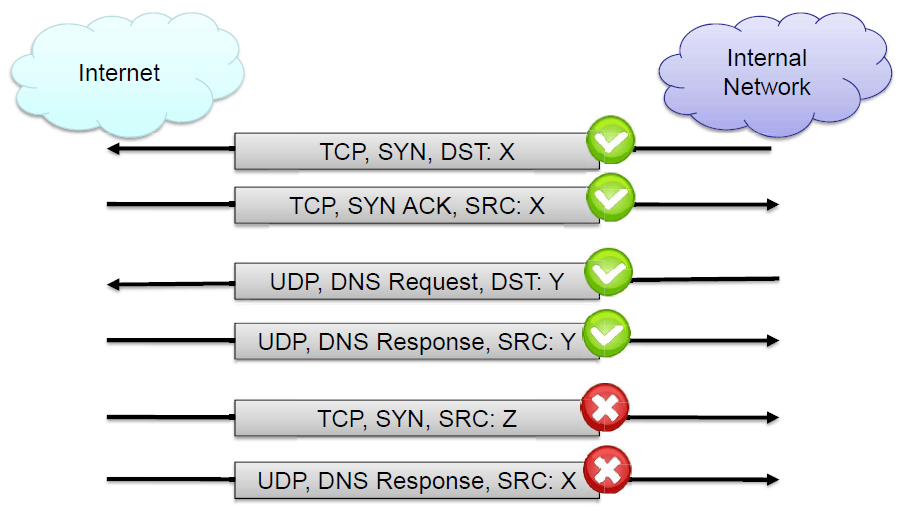 Internet
Internal
Network
TCP, SYN, DST: X
TCP, SYN ACK, SRC: X
UDP, DNS Request, DST: Y
UDP, DNS Response, SRC: Y
TCP, SYN, SRC: Z
UDP, DNS Response, SRC: X